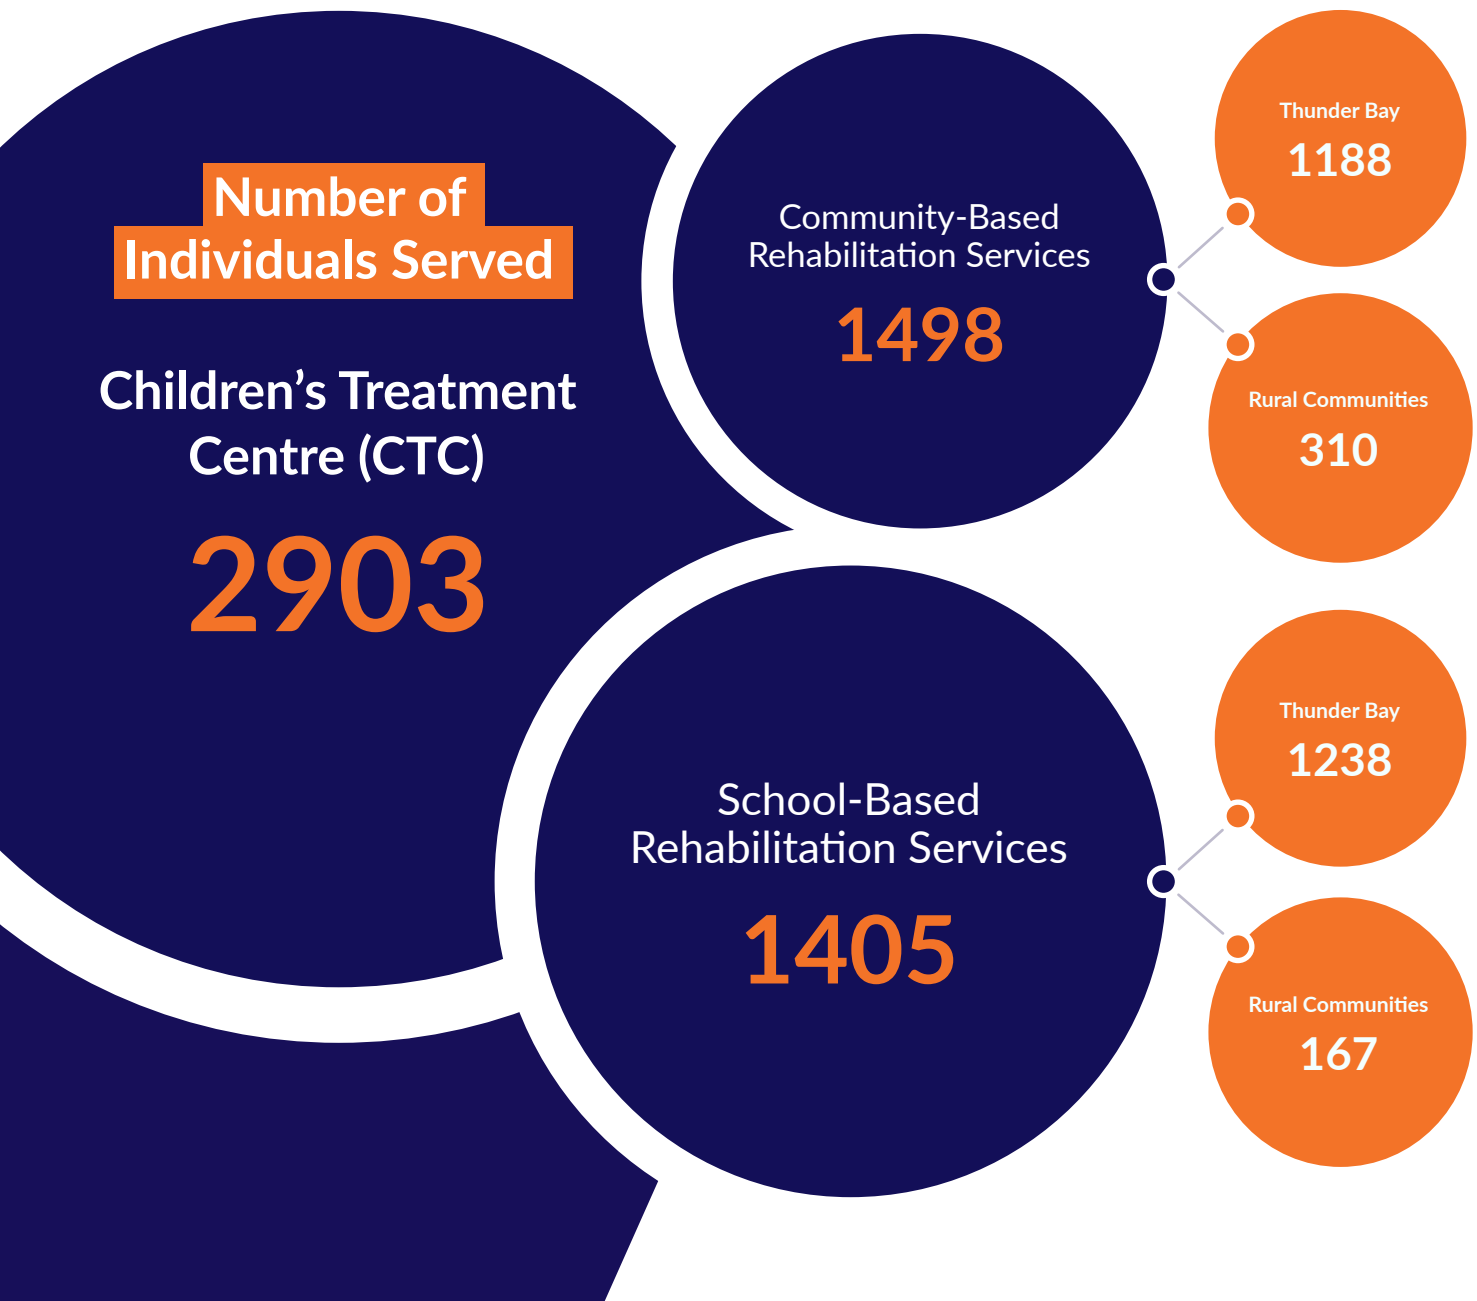 Number of
Individuals Served
Children’s Treatment
Centre (CTC)
2903
Community-Based
Rehabilitation Services
1498
Thunder Bay
1188
Rural Communities
310
School-Based
Rehabilitation Services
1405
Thunder Bay
1238
Rural Communities
167